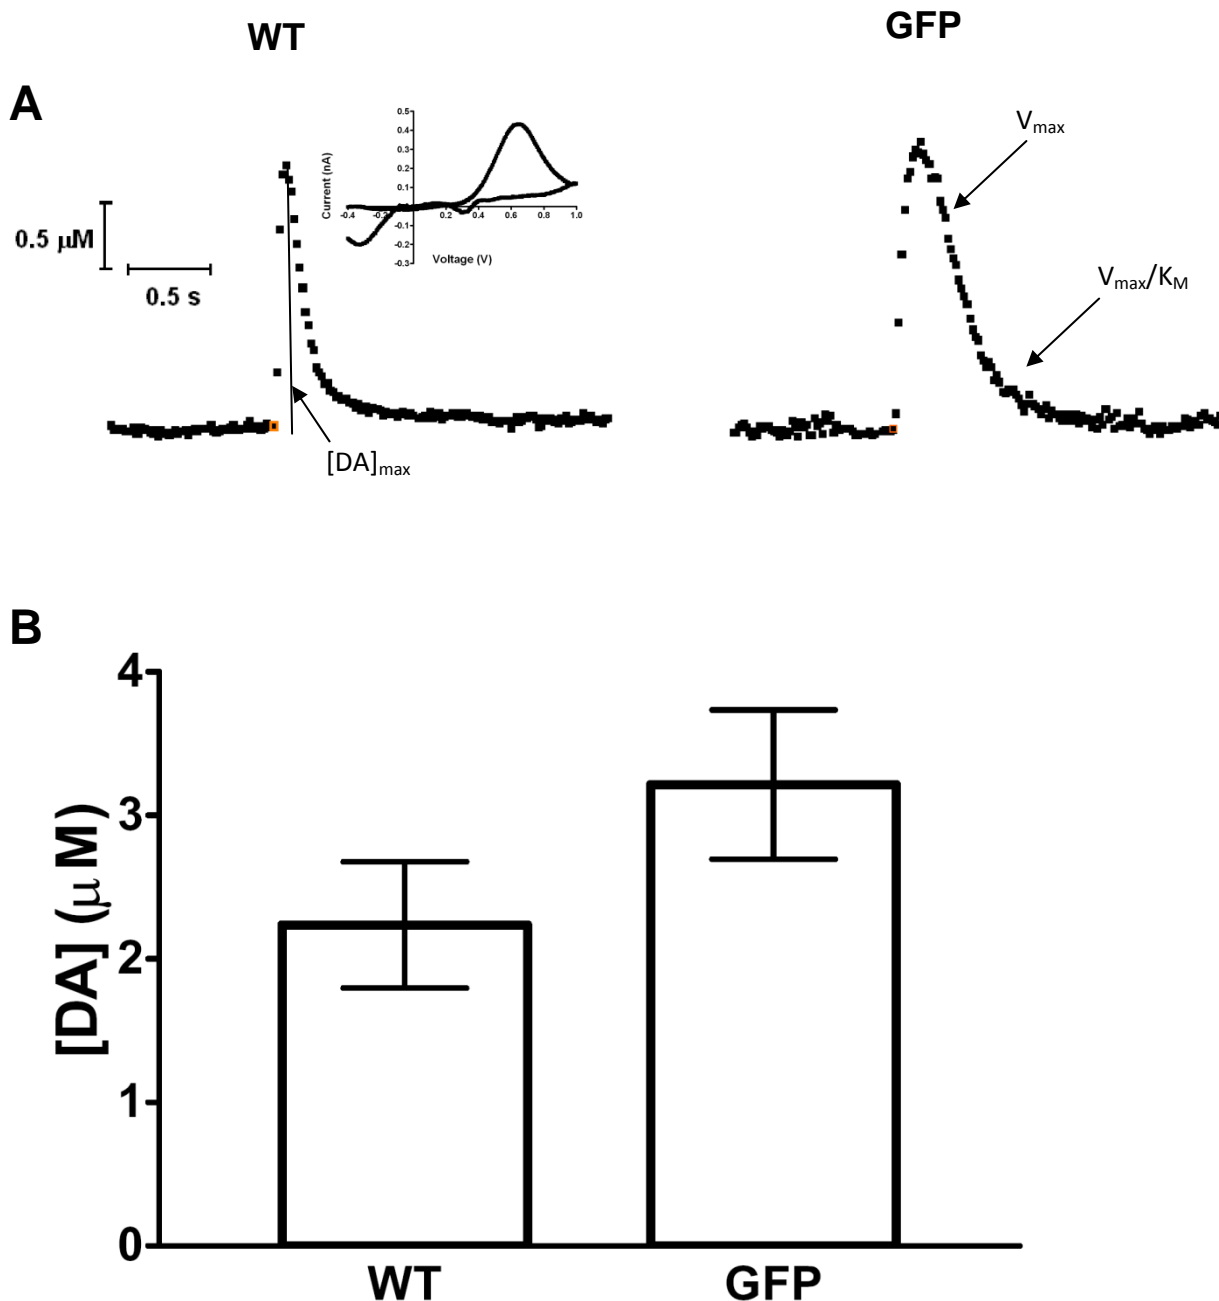 WT
GFP
A
0.5 μM
0.5 s
Current (nA)
0.5
0.4
0.3
0.2
0.1
-0.1
-0.2
-0.3
-0.4
-0.2
0.2
0.4
0.6
0.8
1.0
Voltage (V)
[DA]max
Vmax
Vmax/KM
B
[DA] (μ M)
4
3
2
1
0
WT
GFP